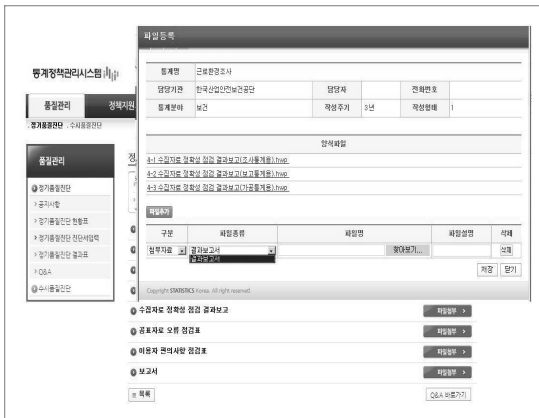 파일등록
통계정책관리시스템
품질관리
정책지원
정기품질진단
수시품질진단
통계명 근로환경조사
담당기관 한국산업안전보건공단 담당자 전화번호
통계분야 보건 작성주기 3년 작성형태 1
양식파일
4-1 수집자료 정확성 점검 결과보고(조사통계용).hwp
4-2 수집자료 정확성 점검 결과보고(보고통계용).hwp
4-3 수집자료 정확성 점검 결과보고(가공통계용).hwp
파일추가
구분 파일종류 파일명 파일설명 삭제
첨부자료 결과보고서 찾아보기... 삭제
결과보고서
저장 닫기
Copyright STATISTICS Korea. All right reserved.
품질관리
정기품질진단
> 공지사항
> 정기품질진단 현황표
> 정기품질진단 진단서입력
> 정기품질진단 결과표
> Q&A
수시품질진단
수집자료 정확성 점검 결과보고 파일첨부 >
공표자료 오류 점검표 파일첨부 >
이용자 편의사항 점검표 파일첨부 >
보고서 파일첨부 >
목록 Q&A 바로가기